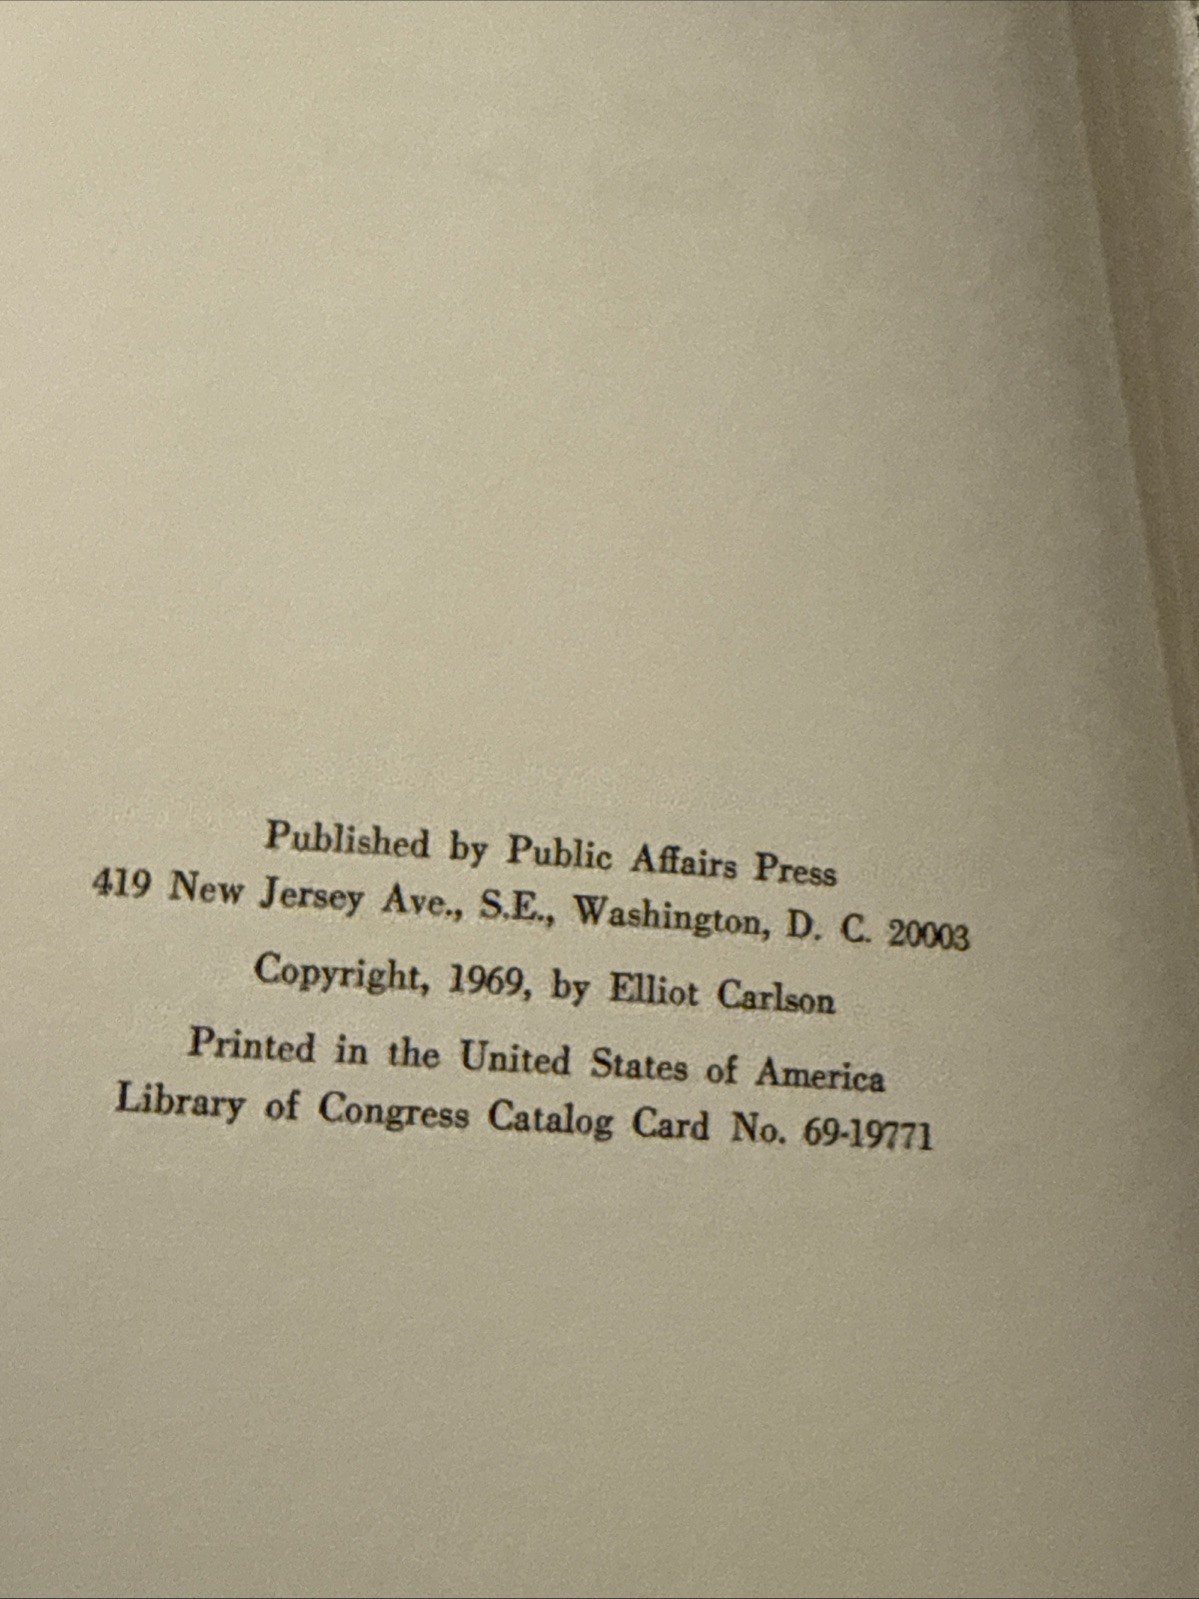 Published by Public Affairs Press
419 New Jersey Ave., S.E., Washington, D. C. 20003
Copyright, 1969, by Elliot Carlson
Printed in the United States of America
Library of Congress Catalog Card No. 69-19771